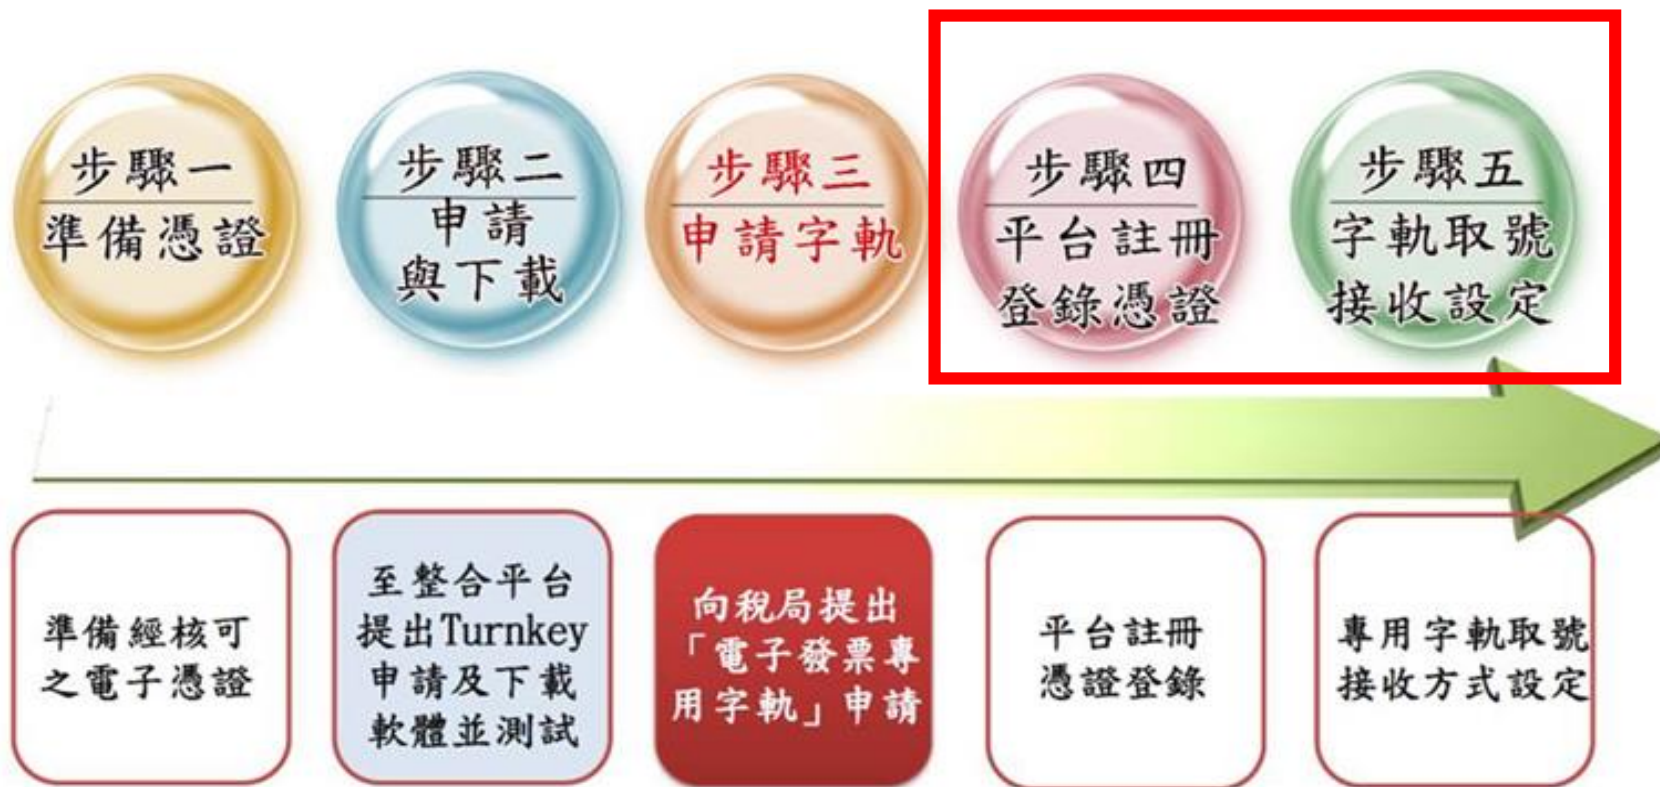 步驟一
準備憑證
步驟二
申請
與下載
步驟三
申請字軌
步驟四
平台註冊
登錄憑證
步驟五
字軌取號
接收設定
準備經核可
之電子憑證
至整合平台
提出Turnkey
申請及下載
軟體並測試
向稅局提出
「電子發票專
用字軌」申請
平台註冊
憑證登錄
專用字軌取號
接收方式設定